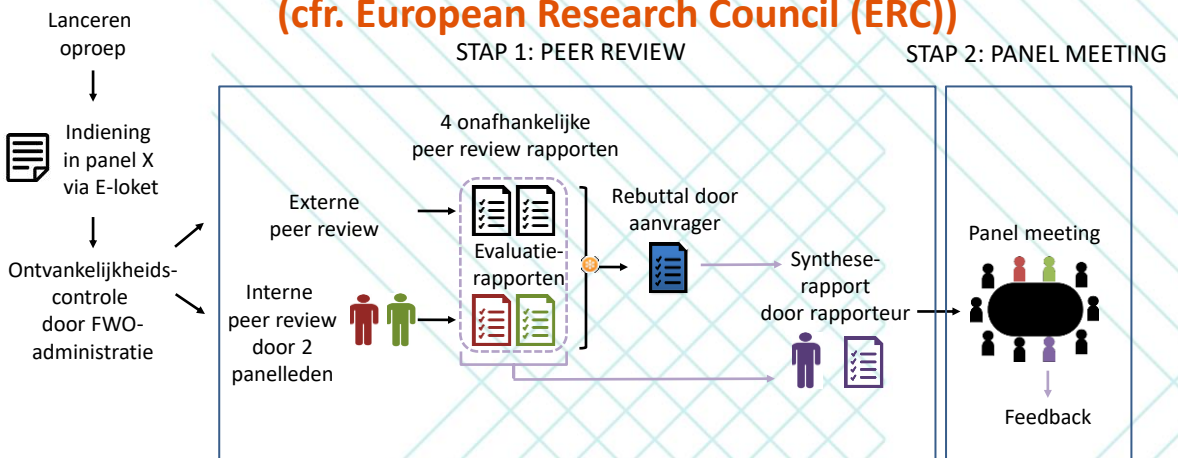 (cfr. European Research Council (ERC))
Lanceren
oproep
Indiening
in panel X
via E-loket
Ontvankelijkheids-
controle
door FWO-
administratie
STAP 1: PEER REVIEW
4 onafhankelijke
peer review rapporten
Externe
peer review
Interne
peer review
door 2
panelleden
Evaluatie-
rapporten
Rebuttal door
aanvrager
Synthese-
rapport
door rapporteur
STAP 2: PANEL MEETING
Panel meeting
Feedback